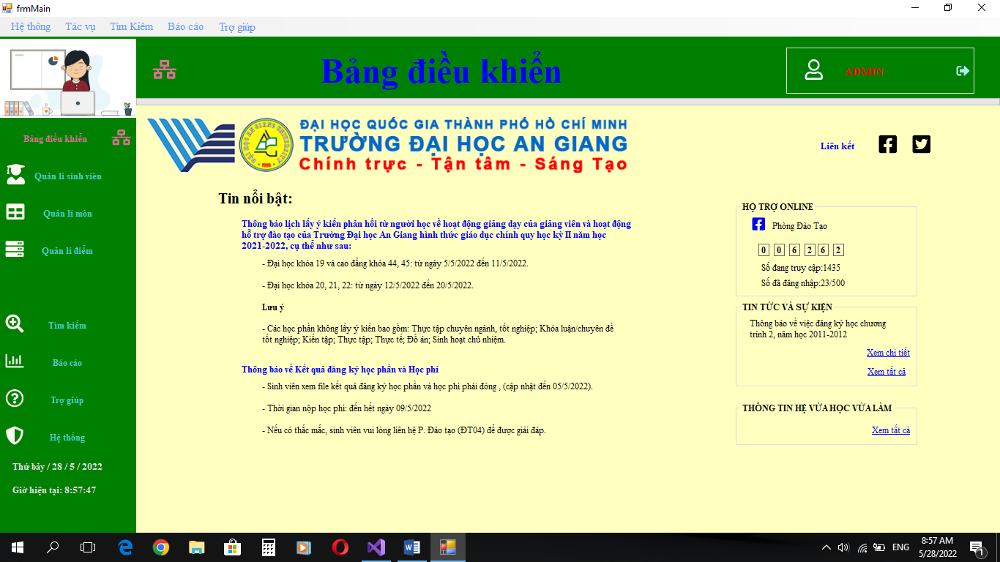 frmMain
Hệ thông Tác vụ Tìm Kiêm Báo cáo Trợ giúp
Bảng điều khiển
ADMIN
Bảng điều khiển
Quản lí sinh viên
Quản lí môn
Quản lí điểm
Tìm kiếm
Báo cáo
Trợ giúp
Hệ thống
Thứ bảy / 28 / 5 / 2022
Giờ hiện tại: 8:57:47
ĐẠI HỌC QUỐC GIA THÀNH PHỐ HỒ CHÍ MINH
TRƯỜNG ĐẠI HỌC AN GIANG
Chính trực - Tận tâm - Sáng Tạo
Liên kết
Tin nổi bật:
Thông báo lịch lấy ý kiến phản hồi từ người học về hoạt động giảng dạy của giảng viên và hoạt động
hỗ trợ đào tạo của Trường Đại học An Giang hình thức giáo dục chính quy học kỳ II năm học
2021-2022, cụ thể như sau:
- Đại học khóa 19 và cao đẳng khóa 44, 45: từ ngày 5/5/2022 đến 11/5/2022.
- Đại học khóa 20, 21, 22: từ ngày 12/5/2022 đến 20/5/2022.
Lưu ý
- Các học phần không lấy ý kiến bao gồm: Thực tập chuyên ngành, tốt nghiệp; Khóa luận/chuyên đề
tốt nghiệp; Kiến tập; Thực tập; Thực tế; Đồ án; Sinh hoạt chủ nhiệm.
Thông báo về Kết quả đăng ký học phần và Học phí
- Sinh viên xem file kết quả đăng ký học phần và học phí phải đóng , (cập nhật đến 05/5/2022).
- Thời gian nộp học phí: đến hết ngày 09/5/2022
- Nếu có thắc mắc, sinh viên vui lòng liên hệ P. Đào tạo (ĐT04) để được giải đáp.
HỖ TRỢ ONLINE
Phòng Đào Tạo
0 0 6 2 6 2
Số đang truy cập:1435
Số đã đăng nhập:23/500
TIN TỨC VÀ SỰ KIỆN
Thông báo về việc đăng ký học chương
trình 2, năm học 2011-2012
Xem chi tiết
Xem tất cả
THÔNG TIN HỆ VỪA HỌC VỪA LÀM
Xem tất cả
ENG
8:57 AM
5/28/2022
1